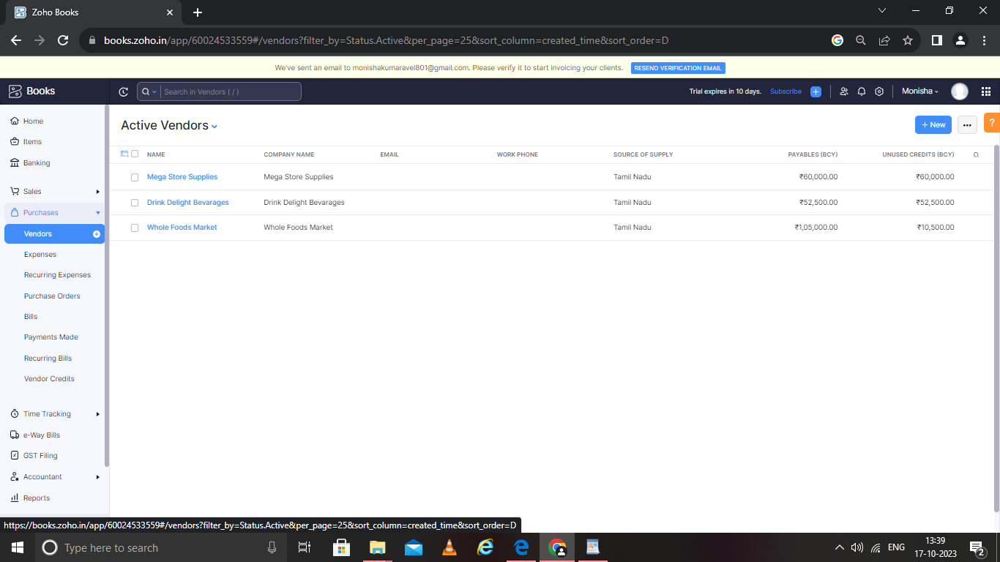 Zoho Books
books.zoho.in/app/60024533559#/vendors?filter_by=Status.Active&per_page=25&sort_column=created_time&sort_order=D
We've sent an email to monishakumaravel801@gmail.com. Please verify it to start invoicing your clients. RESEND VERIFICATION EMAIL
Books
Search in Vendors ( / )
Trial expires in 10 days. Subscribe
Monisha
Home
Items
Banking
Sales
Purchases
Vendors
Expenses
Recurring Expenses
Purchase Orders
Bills
Payments Made
Recurring Bills
Vendor Credits
Time Tracking
e-Way Bills
GST Filing
Accountant
Reports
Active Vendors
+ New
?
NAME COMPANY NAME EMAIL WORK PHONE SOURCE OF SUPPLY PAYABLES (BCY) UNUSED CREDITS (BCY)
Mega Store Supplies Mega Store Supplies Tamil Nadu ₹60,000.00 ₹60,000.00
Drink Delight Bevarages Drink Delight Bevarages Tamil Nadu ₹52,500.00 ₹52,500.00
Whole Foods Market Whole Foods Market Tamil Nadu ₹1,05,000.00 ₹10,500.00
https://books.zoho.in/app/60024533559#/vendors?filter_by=Status.Active&per_page=25&sort_column=created_time&sort_order=D
Type here to search
ENG
13:39
17-10-2023
2